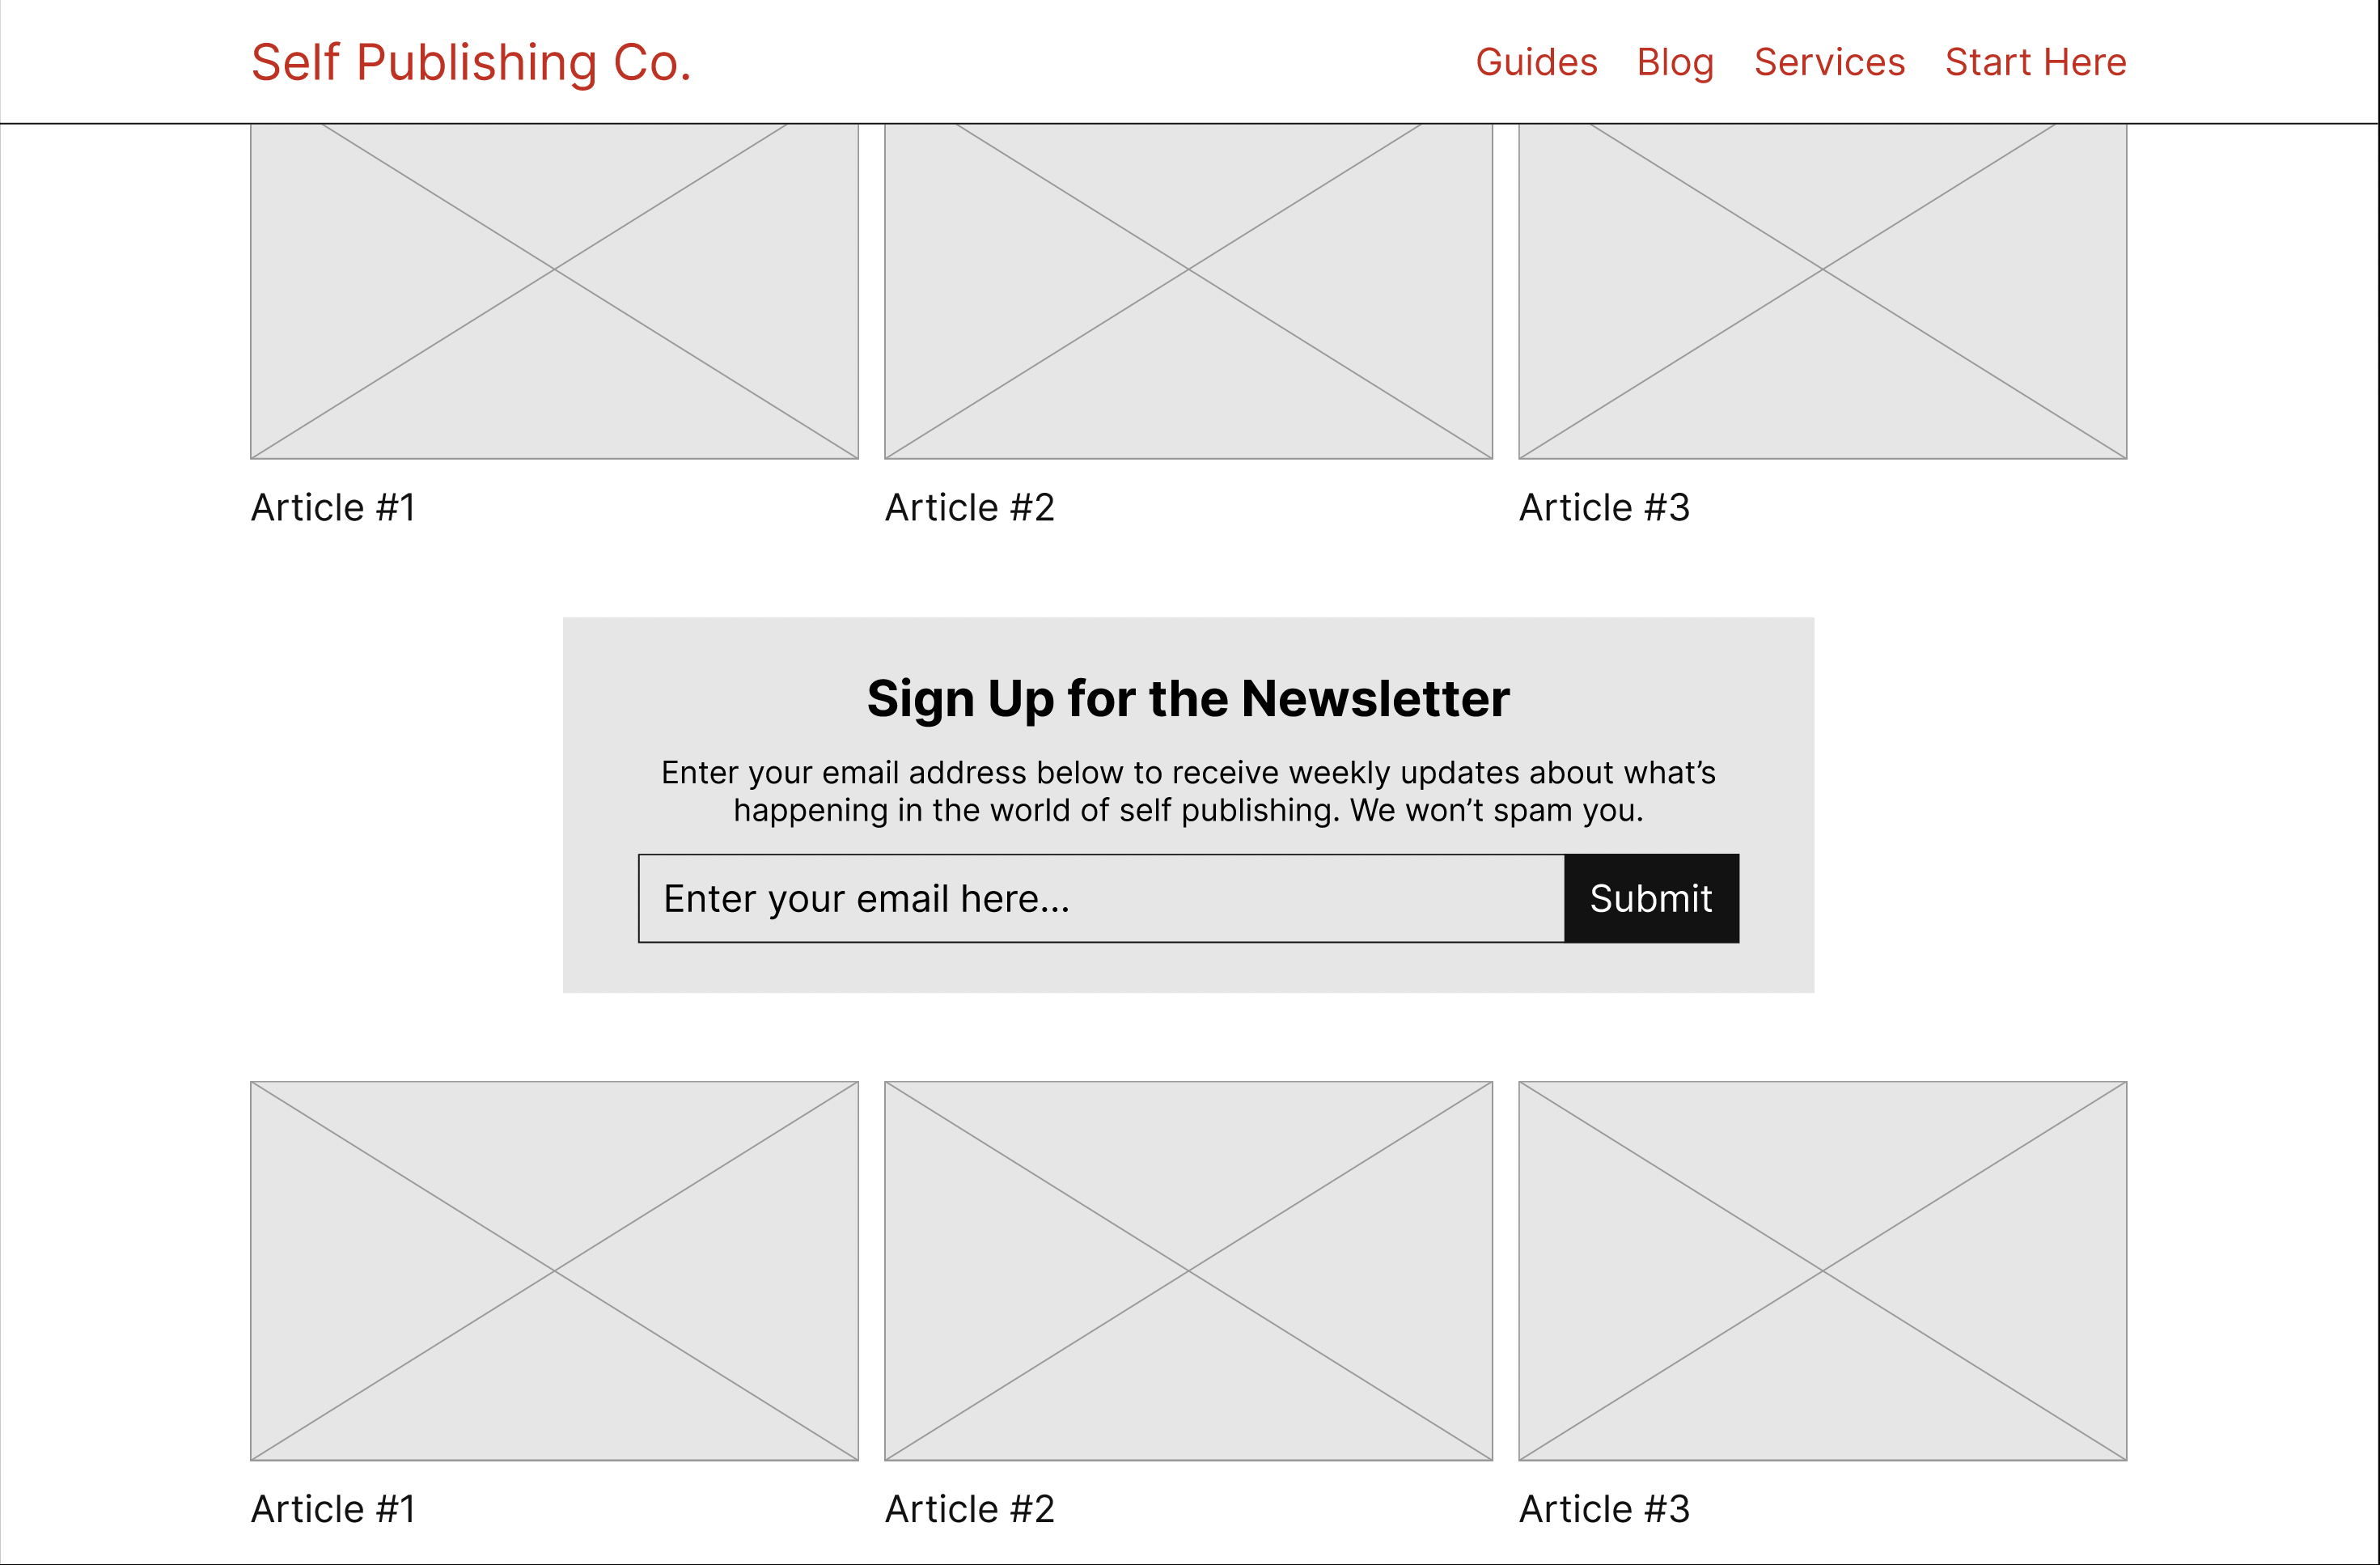 Self Publishing Co.
Guides Blog Services Start Here
Article #1
Article #2
Article #3
Sign Up for the Newsletter
Enter your email address below to receive weekly updates about what’s
happening in the world of self publishing. We won’t spam you.
Enter your email here...
Submit
Article #1
Article #2
Article #3